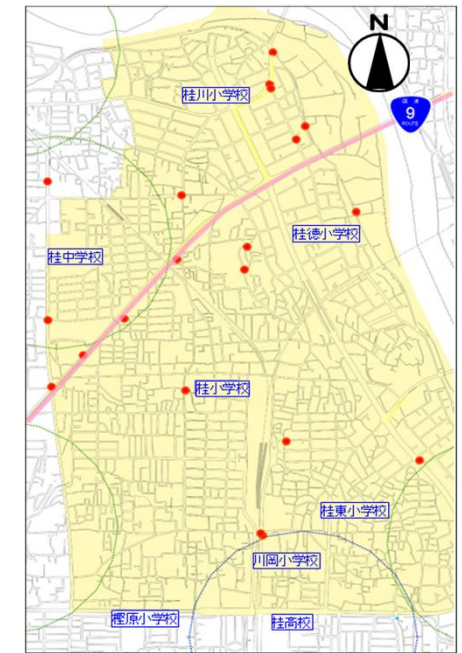 N
国道
9
ROUTE
桂川小学校
桂徳小学校
桂中学校
桂小学校
桂東小学校
川岡小学校
樫原小学校
桂高校